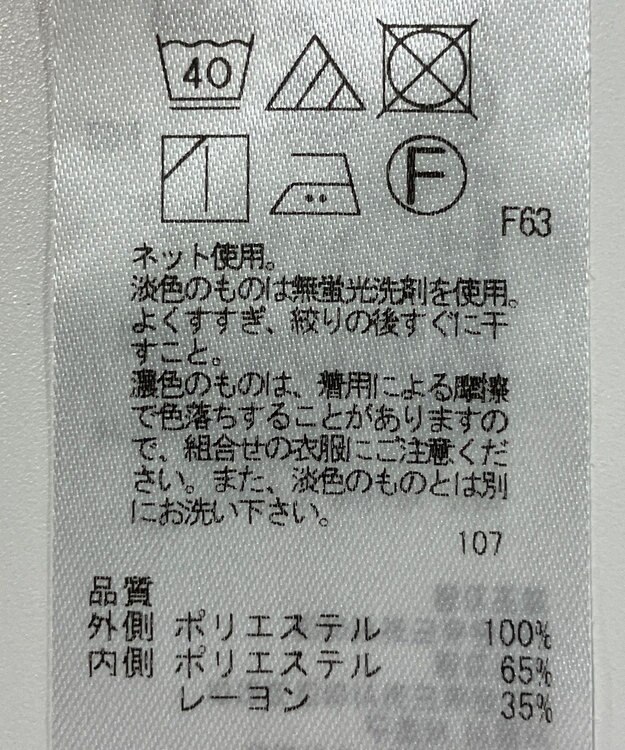 40
F
F63
ネット使用。
淡色のものは無蛍光洗剤を使用。
よくすすぎ、絞りの後すぐに干
すこと。
濃色のものは、着用による摩擦
で色落ちすることがありますの
で、組合せの衣服にご注意くだ
さい。また、淡色のものとは別
にお洗い下さい。
107
品質
外側 ポリエステル 100%
内側 ポリエステル 65%
レーヨン 35%